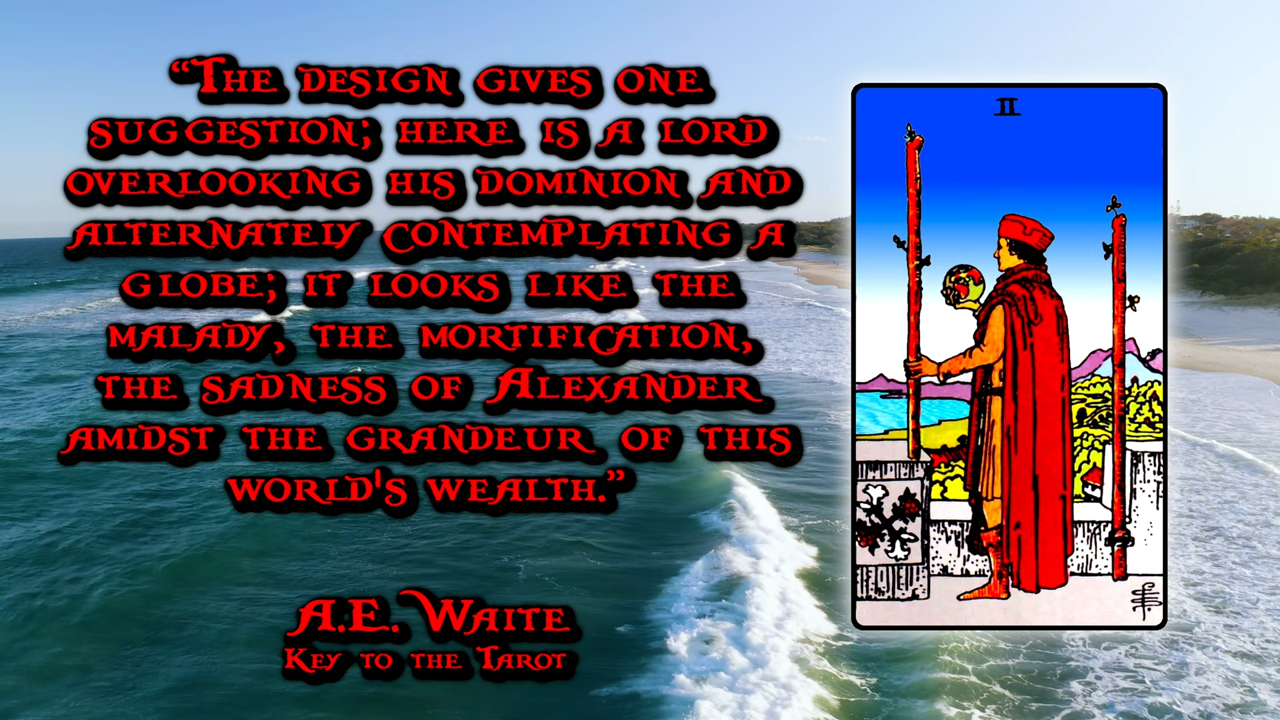 “The design gives one
suggestion; here is a lord
overlooking his dominion and
alternately contemplating a
globe; it looks like the
malady, the mortification,
the sadness of Alexander
amidst the grandeur of this
world's wealth.”
A.E. Waite
Key to the Tarot
II